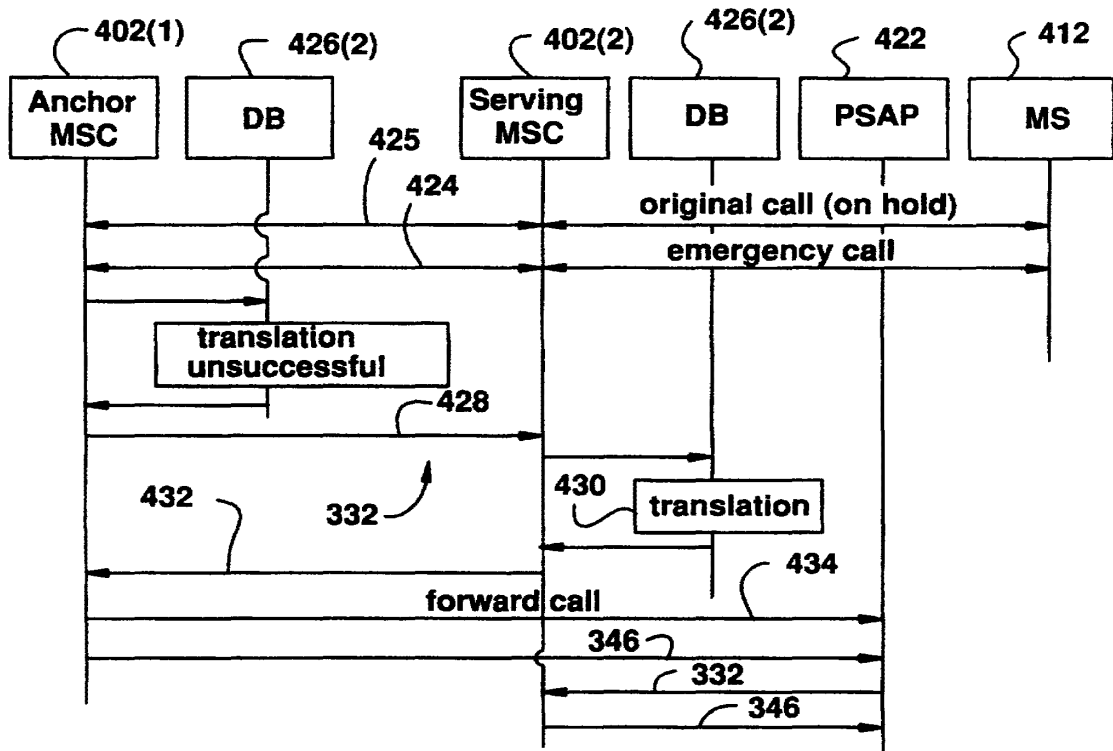 402(1)
426(2)
402(2)
426(2)
422
412
Anchor
MSC
DB
Serving
MSC
DB
PSAP
MS
425
424
original call (on hold)
emergency call
translation
unsuccessful
428
432
332
430
translation
434
forward call
346
332
346